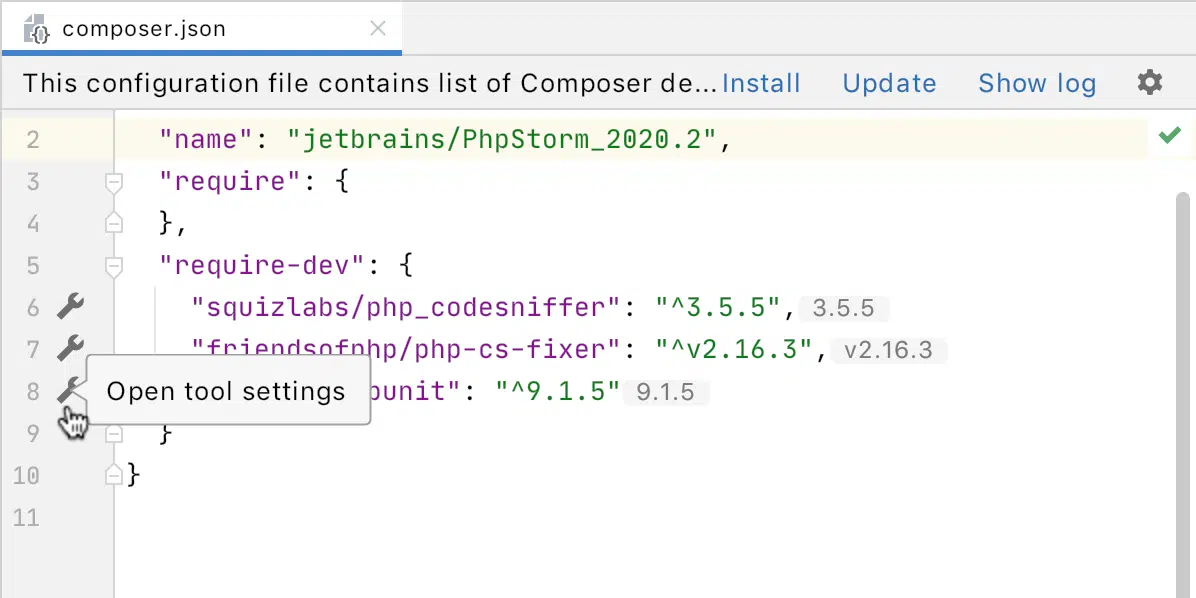 composer.json
This configuration file contains list of Composer de... Install Update Show log
2 "name": "jetbrains/PhpStorm_2020.2",
3 "require": {
4 },
5 "require-dev": {
6 "squizlabs/php_codesniffer": "^3.5.5", 3.5.5
7 "friendsofphp/php-cs-fixer": "^v2.16.3", v2.16.3
8 Open tool settings punit": "^9.1.5" 9.1.5
9 }
10 }
11